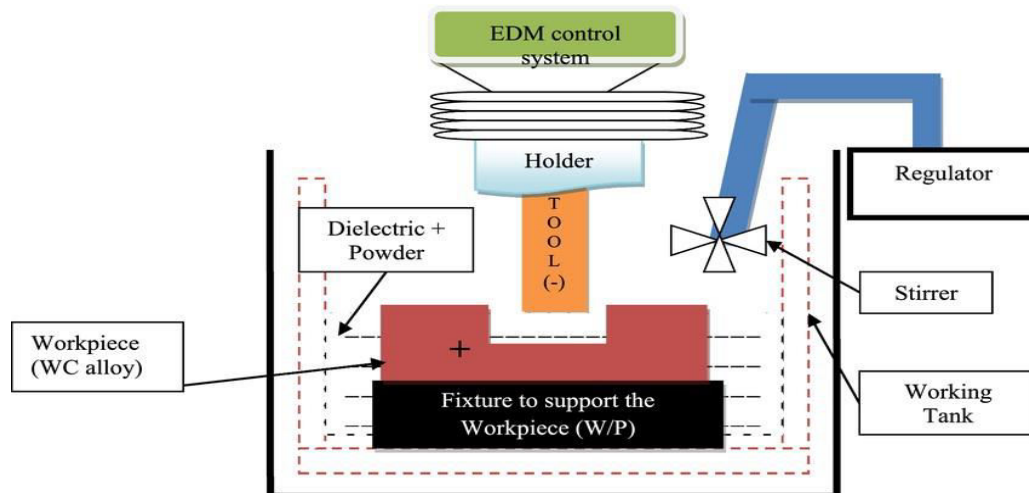 EDM control
system
Holder
Regulator
T
O
O
L
(-)
Dielectric +
Powder
Stirrer
Workpiece
(WC alloy)
+
Fixture to support the
Workpiece (W/P)
Working
Tank